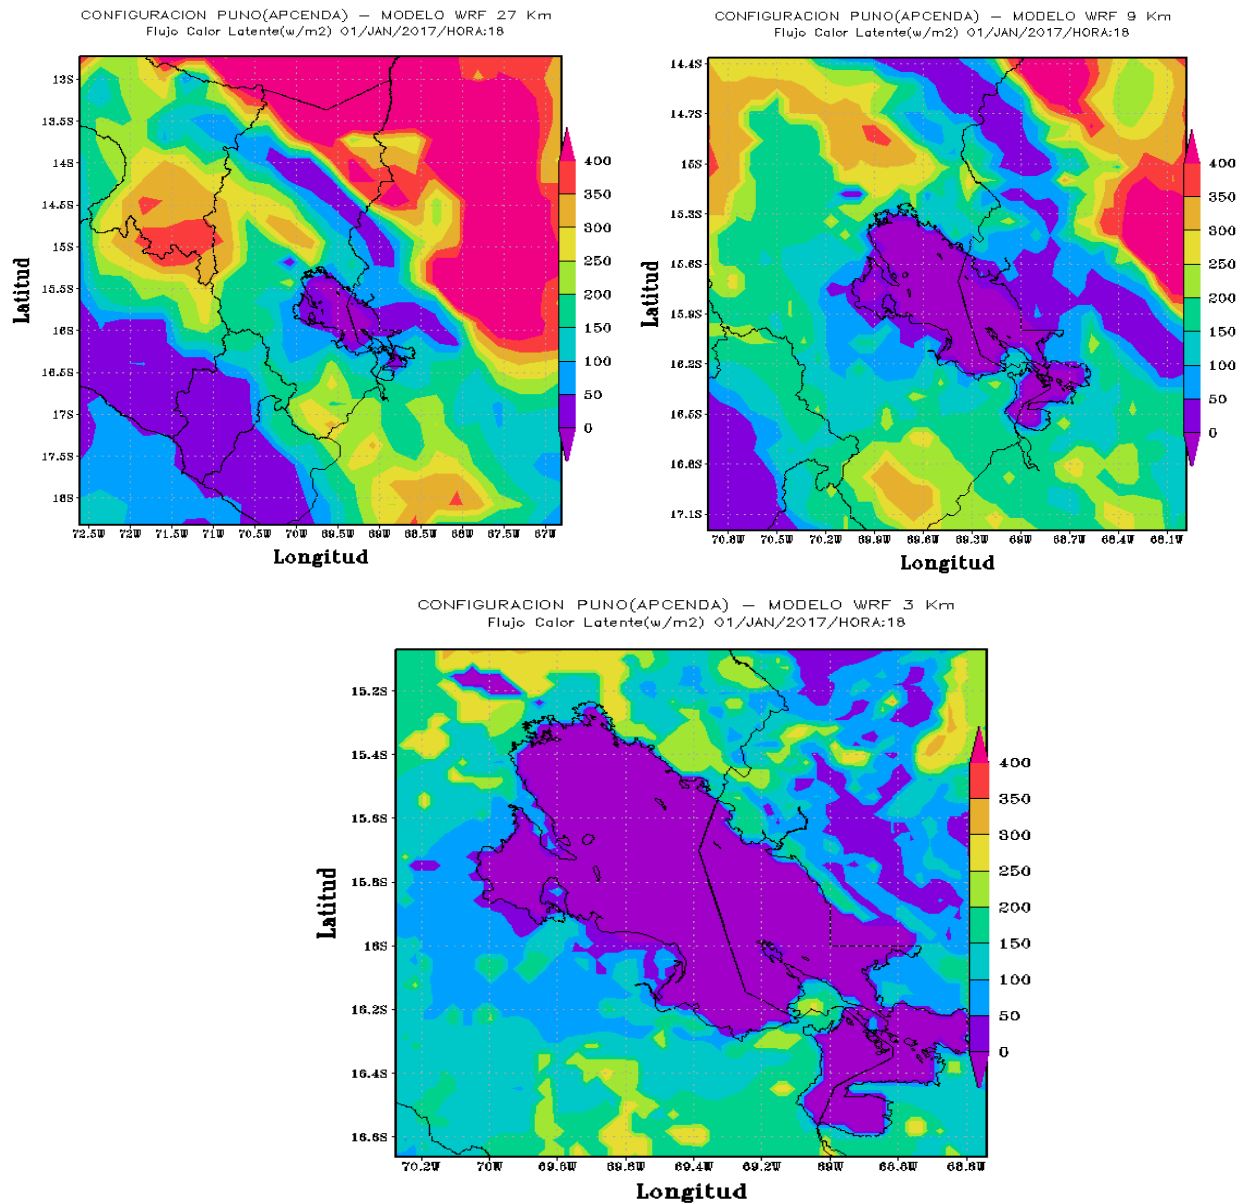 CONFIGURACION PUNO(APCENDA) – MODELO WRF 27 Km
Flujo Calor Latente(w/m2) 01/JAN/2017/HORA:18
13S
13.5S
14S
14.5S
15S
15.5S
16S
16.5S
17S
17.5S
18S
Latitud
72.5W 72W 71.5W 71W 70.5W 70W 69.5W 69W 68.5W 68W 67.5W 67W
Longitud
400
350
300
250
200
150
100
50
0
CONFIGURACION PUNO(APCENDA) – MODELO WRF 9 Km
Flujo Calor Latente(w/m2) 01/JAN/2017/HORA:18
14.4S
14.7S
15S
15.3S
15.6S
15.9S
16.2S
16.5S
16.8S
17.1S
Latitud
70.8W 70.5W 70.2W 69.9W 69.6W 69.3W 69W 68.7W 68.4W 68.1W
Longitud
400
350
300
250
200
150
100
50
0
CONFIGURACION PUNO(APCENDA) – MODELO WRF 3 Km
Flujo Calor Latente(w/m2) 01/JAN/2017/HORA:18
15.2S
15.4S
15.6S
15.8S
16S
16.2S
16.4S
16.6S
Latitud
70.2W 70W 69.8W 69.6W 69.4W 69.2W 69W 68.8W 68.6W
Longitud
400
350
300
250
200
150
100
50
0